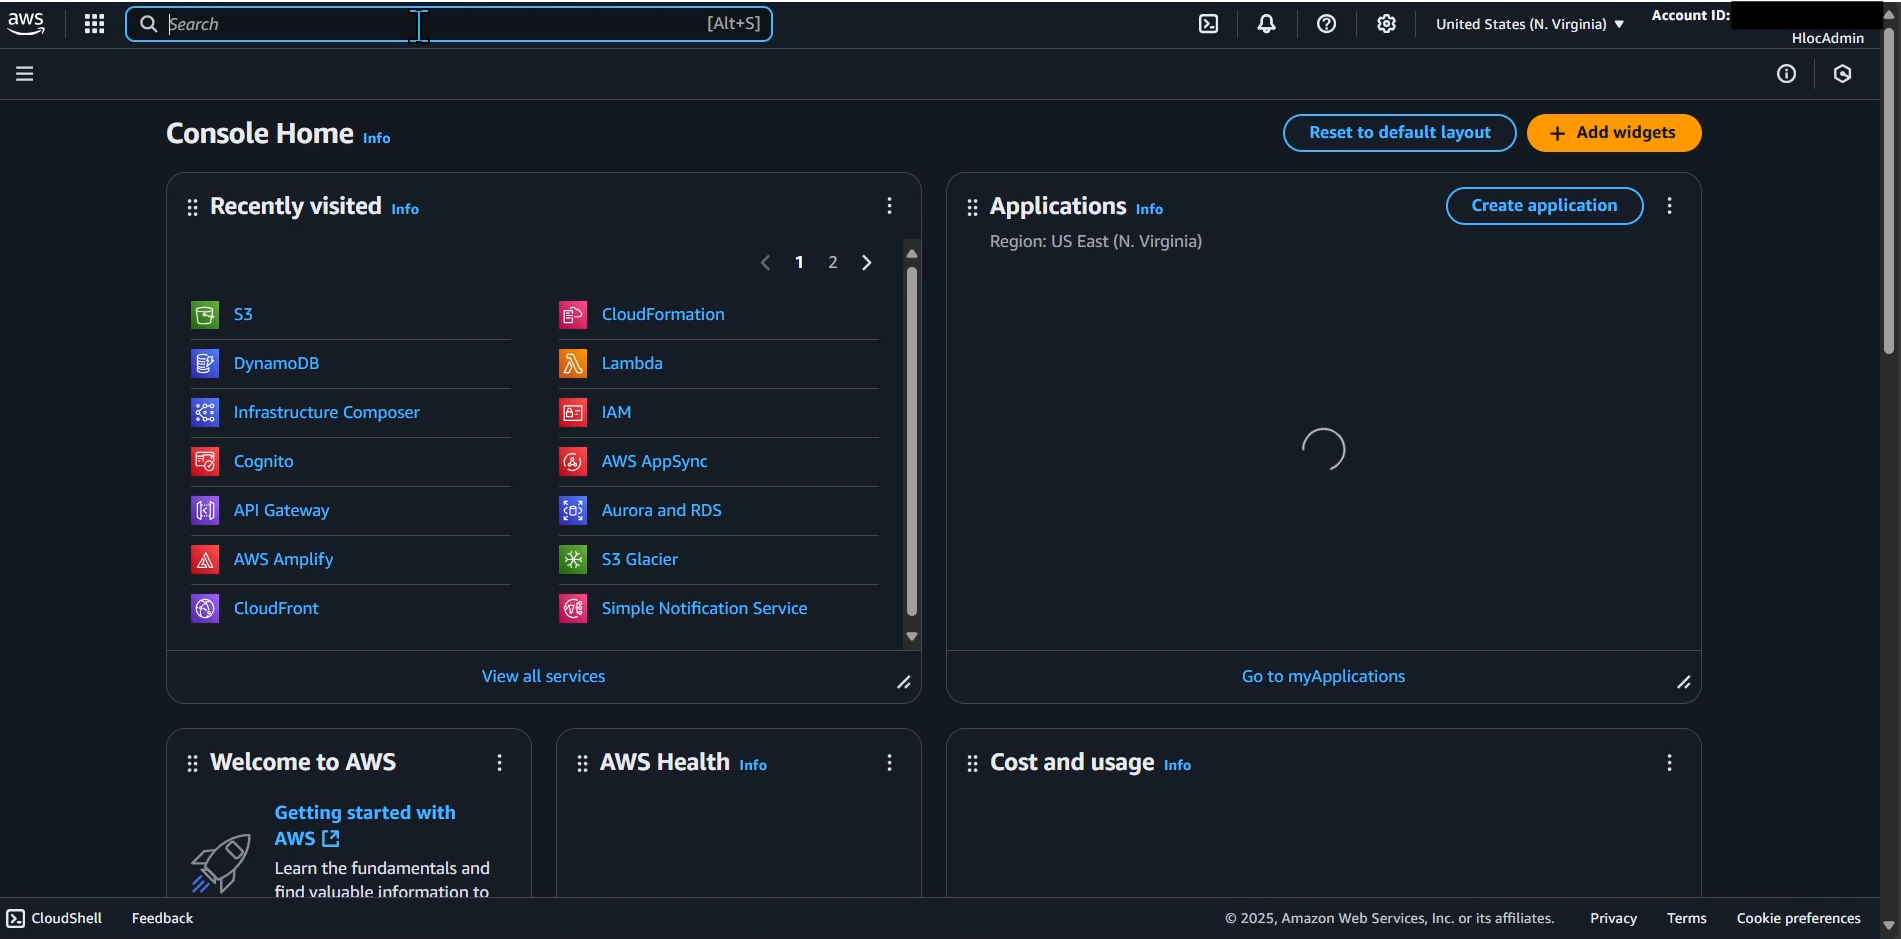 aws
Search [Alt+S]
United States (N. Virginia)
Account ID:
HlocAdmin
Console Home Info
Reset to default layout
Add widgets
Recently visited Info
1 2
S3
CloudFormation
DynamoDB
Lambda
Infrastructure Composer
IAM
Cognito
AWS AppSync
API Gateway
Aurora and RDS
AWS Amplify
S3 Glacier
CloudFront
Simple Notification Service
View all services
Applications Info
Create application
Region: US East (N. Virginia)
Go to myApplications
Welcome to AWS
Getting started with
AWS
Learn the fundamentals and
find valuable information to
AWS Health Info
Cost and usage Info
CloudShell
Feedback
© 2025, Amazon Web Services, Inc. or its affiliates.
Privacy
Terms
Cookie preferences